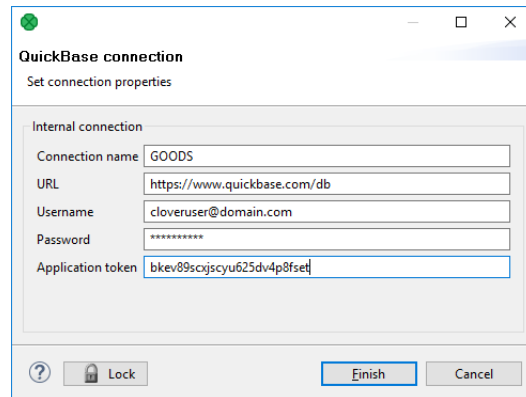 QuickBase connection
Set connection properties
Internal connection
Connection name GOODS
URL https://www.quickbase.com/db
Username cloveruser@domain.com
Password **********
Application token bkev89scxjscyu625dv4p8fset
? Lock Finish Cancel